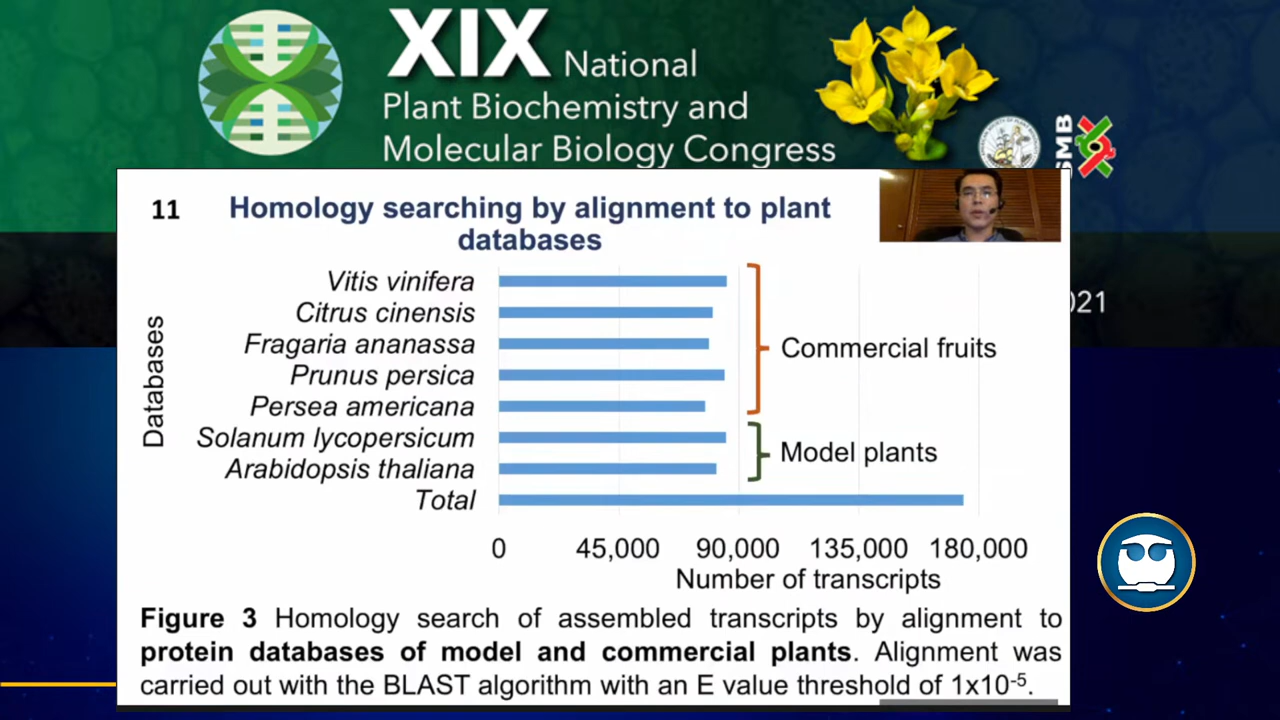 XIX National
Plant Biochemistry and
Molecular Biology Congress
SMB
021
11
Homology searching by alignment to plant
databases
Databases
Vitis vinifera
Citrus cinensis
Fragaria ananassa
Prunus persica
Persea americana
Solanum lycopersicum
Arabidopsis thaliana
Total
Commercial fruits
Model plants
0 45,000 90,000 135,000 180,000
Number of transcripts
Figure 3 Homology search of assembled transcripts by alignment to
protein databases of model and commercial plants. Alignment was
carried out with the BLAST algorithm with an E value threshold of 1x10⁻⁵.